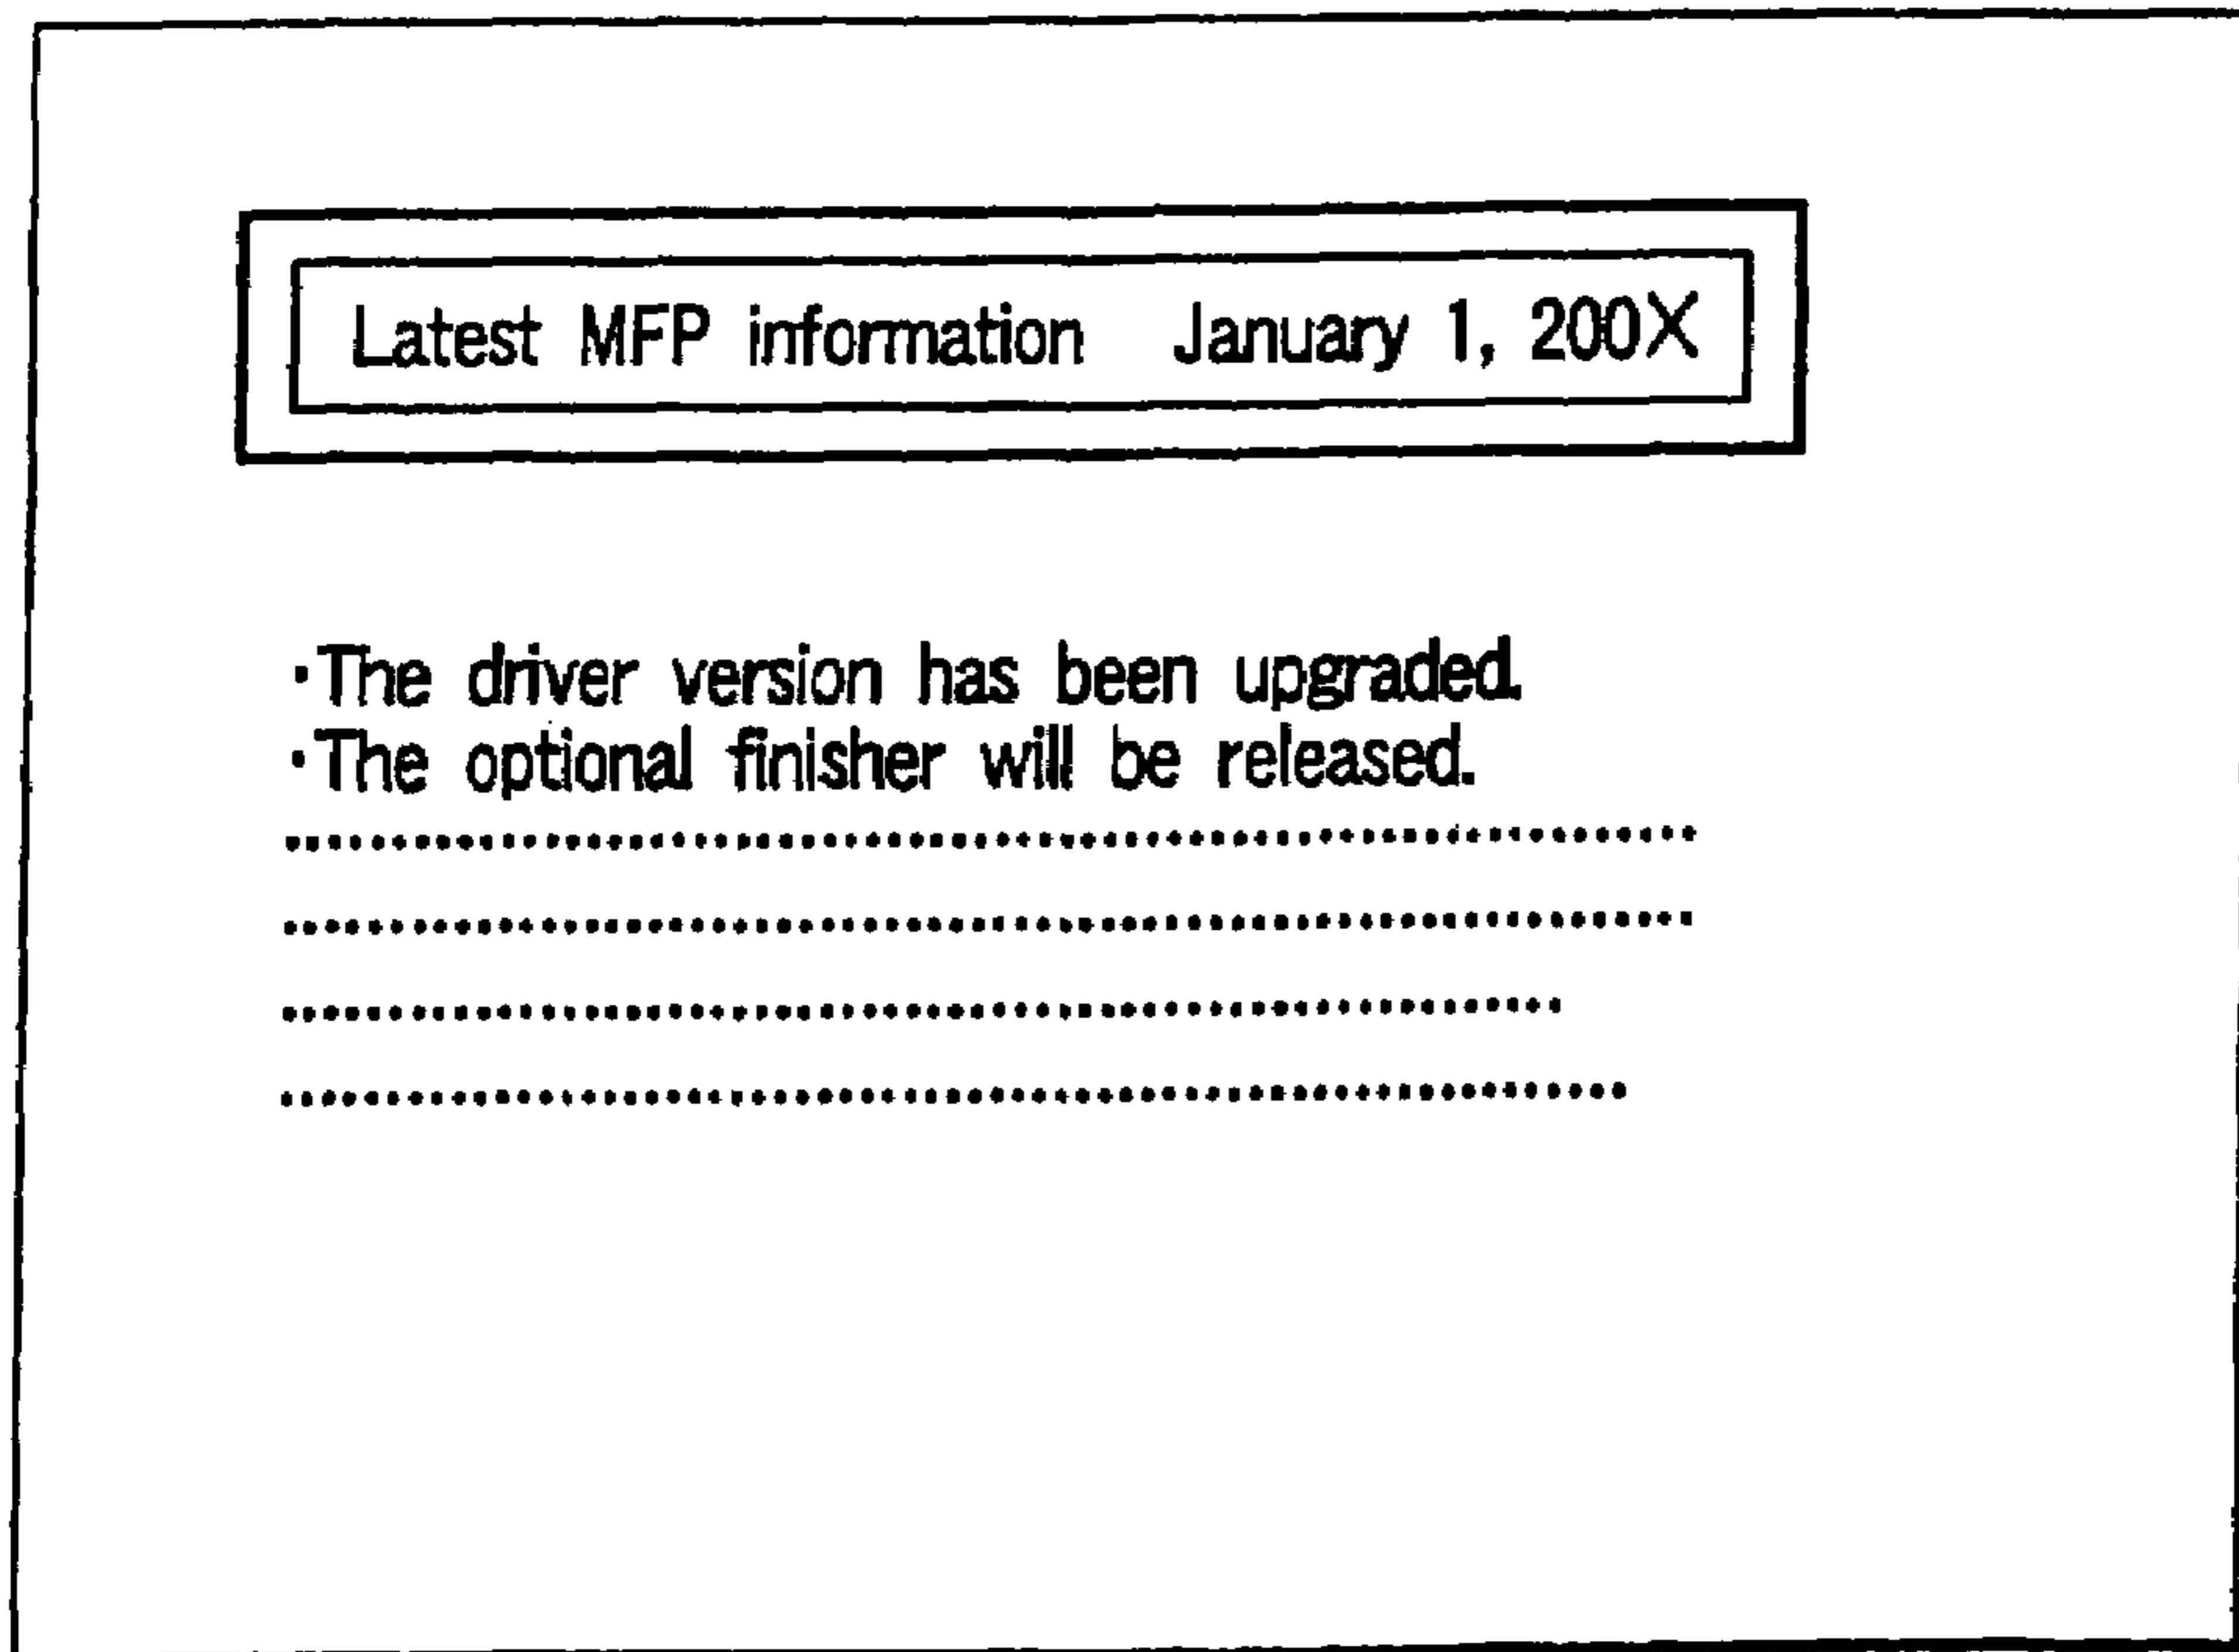 Latest MFP information January 1, 200X
·The driver version has been upgraded.
·The optional finisher will be released.